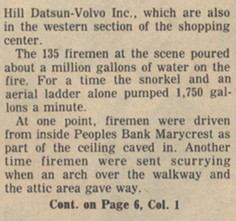 Hill Datsun-Volvo Inc., which are also
in the western section of the shopping
center.
The 135 firemen at the scene poured
about a million gallons of water on the
fire. For a time the snorkel and an
aerial ladder alone pumped 1,750 gal-
lons a minute.
At one point, firemen were driven
from inside Peoples Bank Marycrest as
part of the ceiling caved in. Another
time firemen were sent scurrying
when an arch over the walkway and
the attic area gave way.
Cont. on Page 6, Col. 1